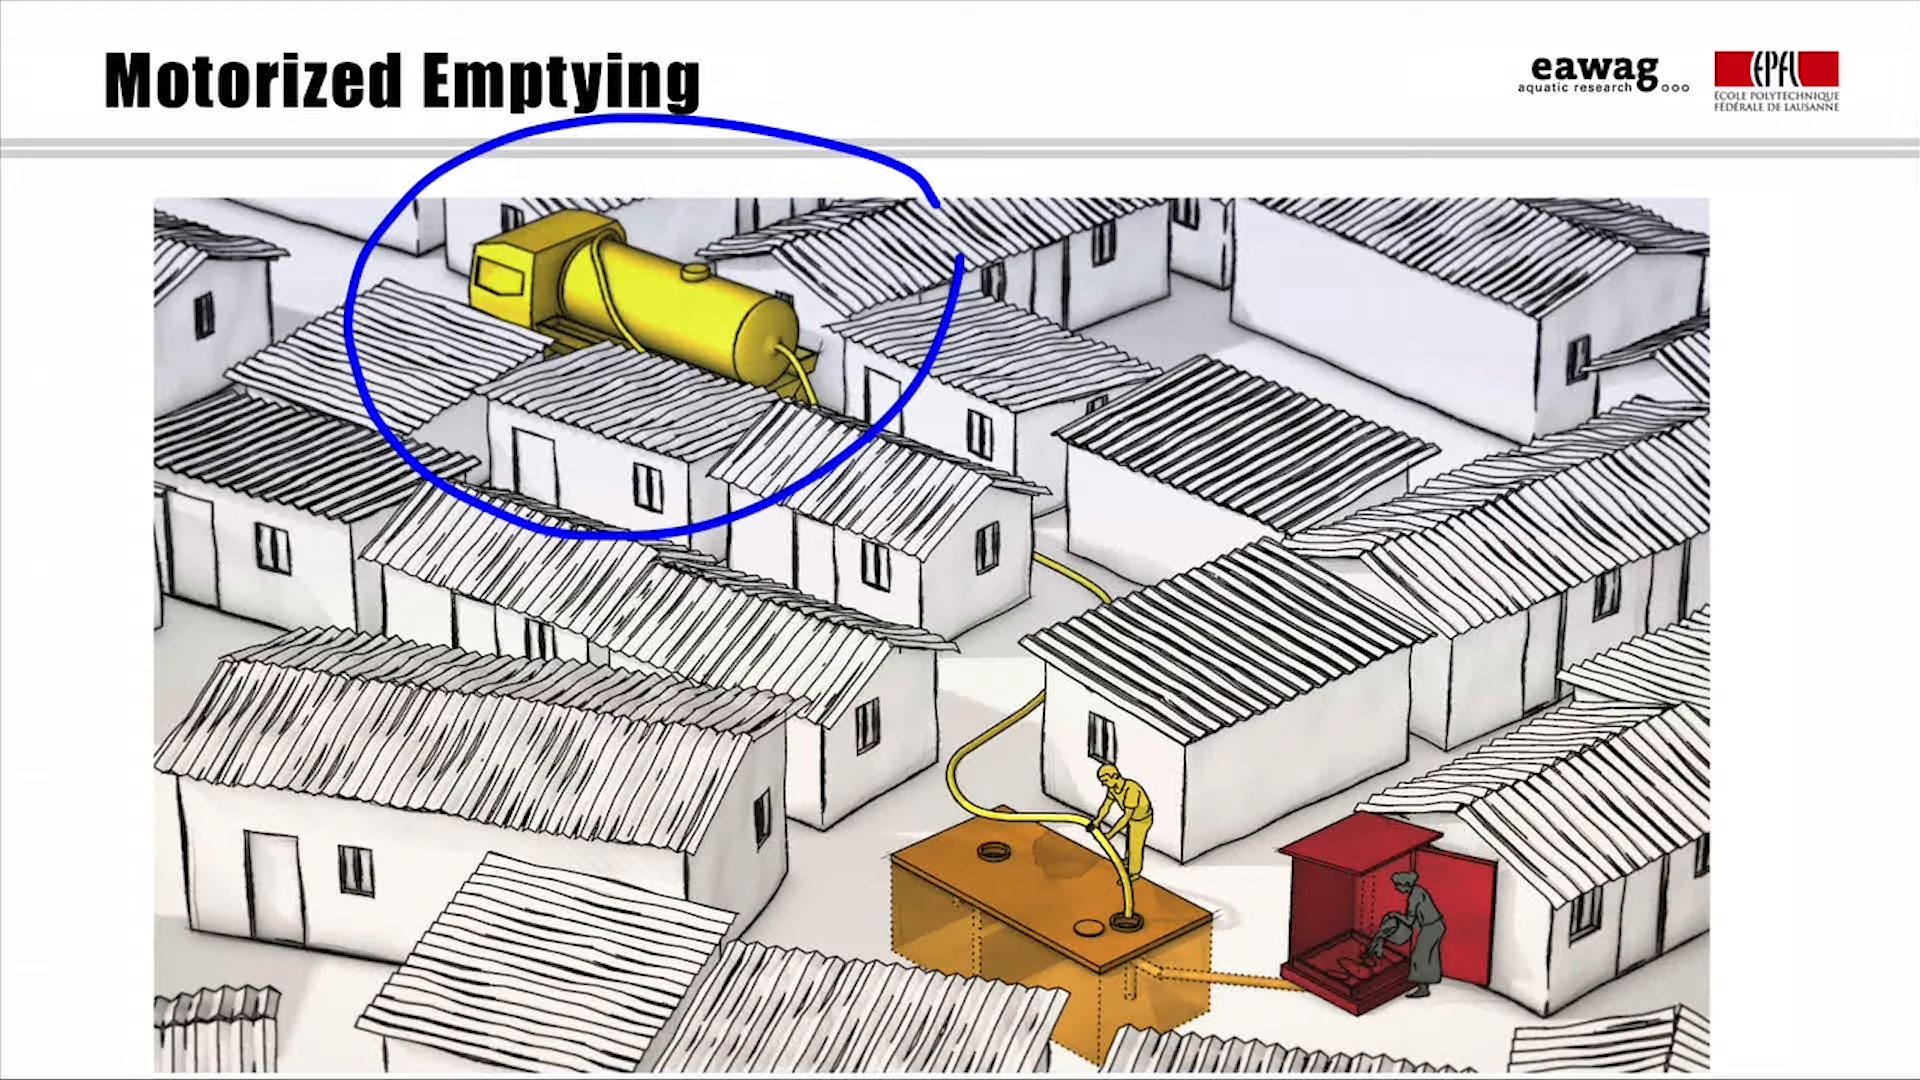 Motorized Emptying
eawag
aquatic research
EPFL
ÉCOLE POLYTECHNIQUE
FÉDÉRALE DE LAUSANNE